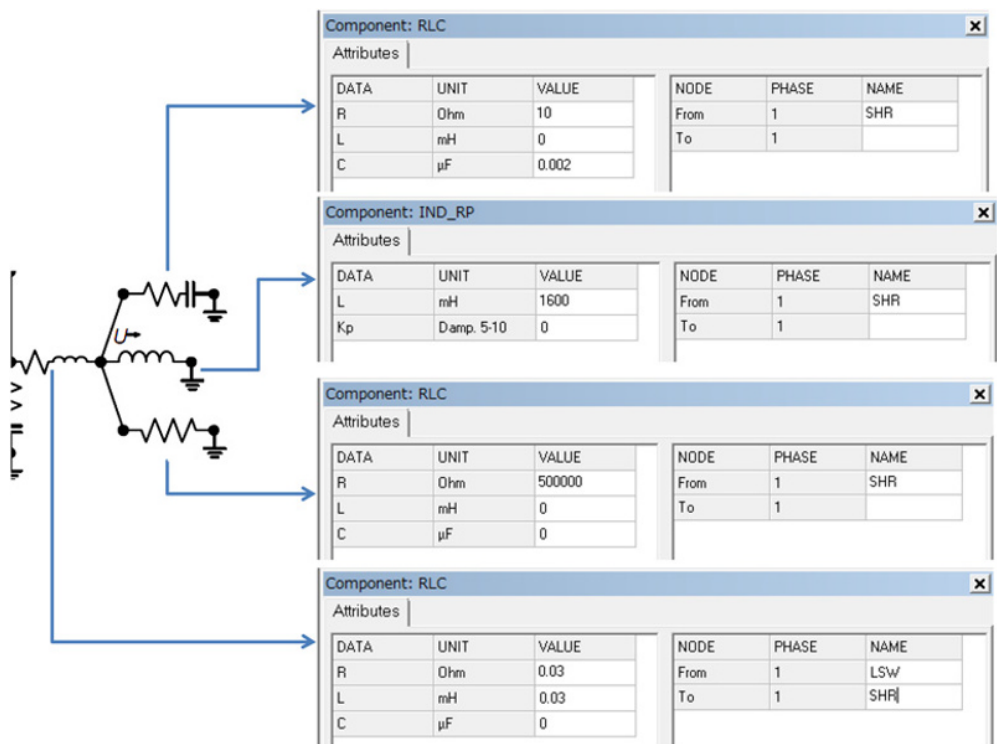 Component: RLC
Attributes
DATA UNIT VALUE NODE PHASE NAME
R Ohm 10 From 1 SHR
L mH 0 To 1
C µF 0.002
Component: IND_RP
Attributes
DATA UNIT VALUE NODE PHASE NAME
L mH 1600 From 1 SHR
Kp Damp. 5-10 0 To 1
U
Component: RLC
Attributes
DATA UNIT VALUE NODE PHASE NAME
R Ohm 500000 From 1 SHR
L mH 0 To 1
C µF 0
Component: RLC
Attributes
DATA UNIT VALUE NODE PHASE NAME
R Ohm 0.03 From 1 LSW
L mH 0.03 To 1 SHR
C µF 0